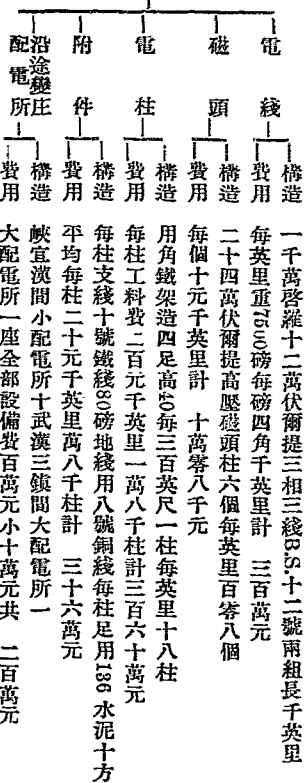 電綫
構造 一千萬啓羅十二萬伏爾提三相三綫B.S.十二號兩組長千英里
費用 每英里重7500磅每磅四角千英里計 三百萬元
磁頭
構造 二十四萬伏爾提高壓磁頭柱六個每英里百零八個
費用 每個十元千英里計 十萬零八千元
電柱
構造 用角鐵架造四足高40每三百英尺一柱每英里十八柱
費用 每柱工料費二百元千英里一萬八千柱計三百六十萬元
附件
構造 每柱支綫十號鐵綫80磅地綫用八號銅綫每柱足用136水泥十方
費用 平均每柱二十元千英里萬八千柱計 三十六萬元
沿途變压
配電所
構造 峽宜漢間小配電所十武漢三鎮間大配電所一
費用 大配電所一座全部設備費百萬元小十萬元共 二百萬元